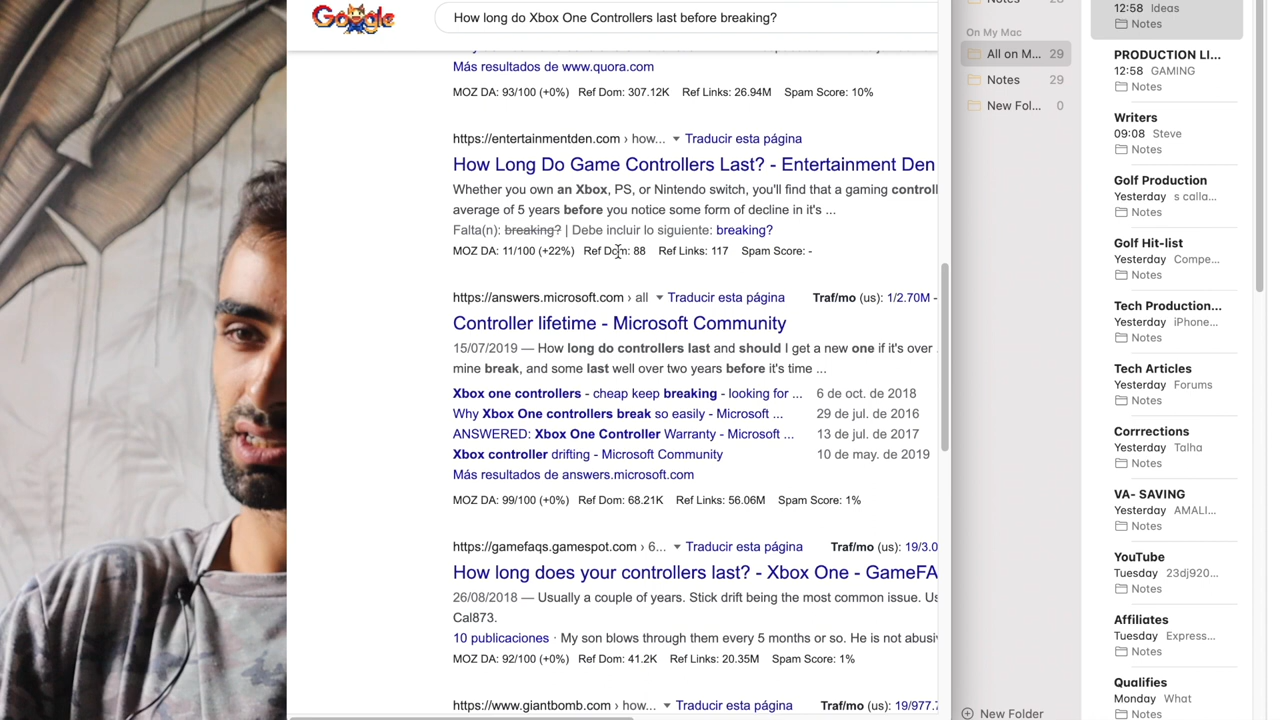 Google
How long do Xbox One Controllers last before breaking?
Más resultados de www.quora.com
MOZ DA: 93/100 (+0%) Ref Dom: 307.12K Ref Links: 26.94M Spam Score: 10%
https://entertainmentden.com › how... Traducir esta página
How Long Do Game Controllers Last? - Entertainment Den
Whether you own an Xbox, PS, or Nintendo switch, you'll find that a gaming controll
average of 5 years before you notice some form of decline in it's ...
Falta(n): breaking? | Debe incluir lo siguiente: breaking?
MOZ DA: 11/100 (+22%) Ref Dom: 88 Ref Links: 117 Spam Score: -
https://answers.microsoft.com › all Traducir esta página Traf/mo (us): 1/2.70M -
Controller lifetime - Microsoft Community
15/07/2019 — How long do controllers last and should I get a new one if it's over
mine break, and some last well over two years before it's time ...
Xbox one controllers - cheap keep breaking - looking for ... 6 de oct. de 2018
Why Xbox One controllers break so easily - Microsoft ... 29 de jul. de 2016
ANSWERED: Xbox One Controller Warranty - Microsoft ... 13 de jul. de 2017
Xbox controller drifting - Microsoft Community 10 de may. de 2019
Más resultados de answers.microsoft.com
MOZ DA: 99/100 (+0%) Ref Dom: 68.21K Ref Links: 56.06M Spam Score: 1%
https://gamefaqs.gamespot.com › 6... Traducir esta página Traf/mo (us): 19/3.0
How long does your controllers last? - Xbox One - GameFA
26/08/2018 — Usually a couple of years. Stick drift being the most common issue. Us
Cal873.
10 publicaciones · My son blows through them every 5 months or so. He is not abusi
MOZ DA: 92/100 (+0%) Ref Dom: 41.2K Ref Links: 20.35M Spam Score: 1%
https://www.giantbomb.com › how... Traducir esta página Traf/mo (us): 19/977.
Notes
On My Mac
All on M... 29
Notes 29
New Fol... 0
New Folder
12:58 Ideas
Notes
PRODUCTION LI...
12:58 GAMING
Notes
Writers
09:08 Steve
Notes
Golf Production
Yesterday s calla...
Notes
Golf Hit-list
Yesterday Compe...
Notes
Tech Production...
Yesterday iPhone...
Notes
Tech Articles
Yesterday Forums
Notes
Corrrections
Yesterday Talha
Notes
VA- SAVING
Yesterday AMALI...
Notes
YouTube
Tuesday 23dj920...
Notes
Affiliates
Tuesday Express...
Notes
Qualifies
Monday What
Notes